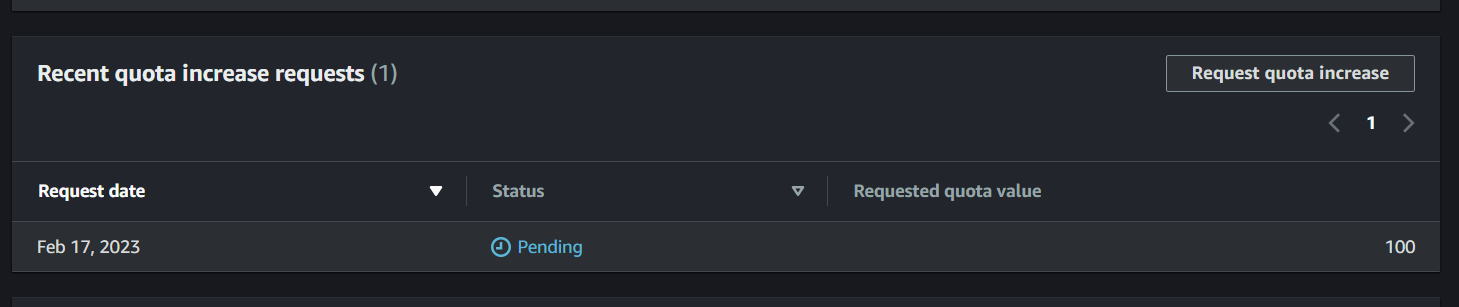 Recent quota increase requests (1)
Request quota increase
1
Request date Status Requested quota value
Feb 17, 2023 Pending 100